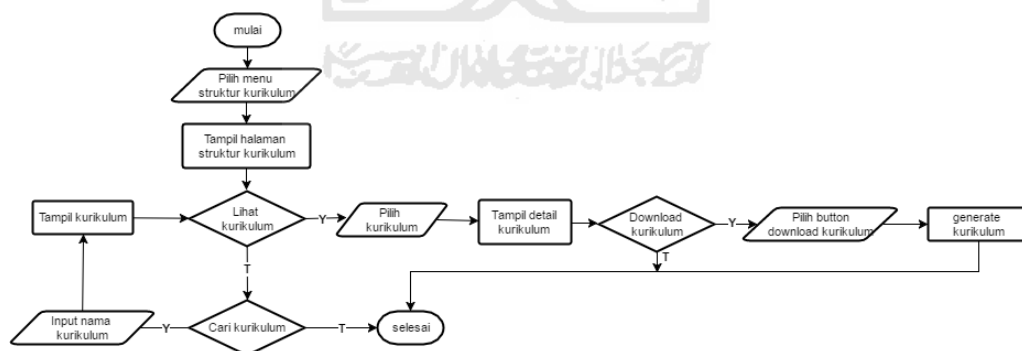 mulai
Pilih menu
struktur kurikulum
Tampil halaman
struktur kurikulum
Tampil kurikulum
Lihat
kurikulum
Y
Pilih
kurikulum
Tampil detail
kurikulum
Download
kurikulum
Y
Pilih button
download kurikulum
generate
kurikulum
T
T
Input nama
kurikulum
Y
Cari kurikulum
T
selesai